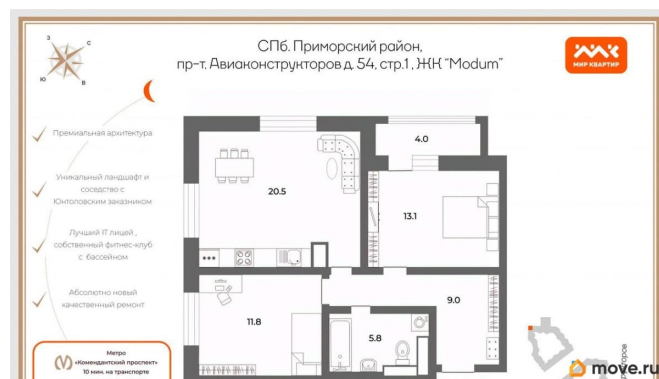 СПб. Приморский район,
пр-т. Авиаконструкторов д. 54, стр.1 , ЖК "Modum"
МИР КВАРТИР
З
С
Ю
В
Премиальная архитектура
Уникальный ландшафт и
соседство с
Юнтоловским заказником
Лучший IT лицей ,
собственный фитнес-клуб
с бассейном
Абсолютно новый
качественный ремонт
Метро
«Комендантский проспект»
10 мин. на транспорте
4.0
20.5
13.1
11.8
9.0
5.8
move.ru